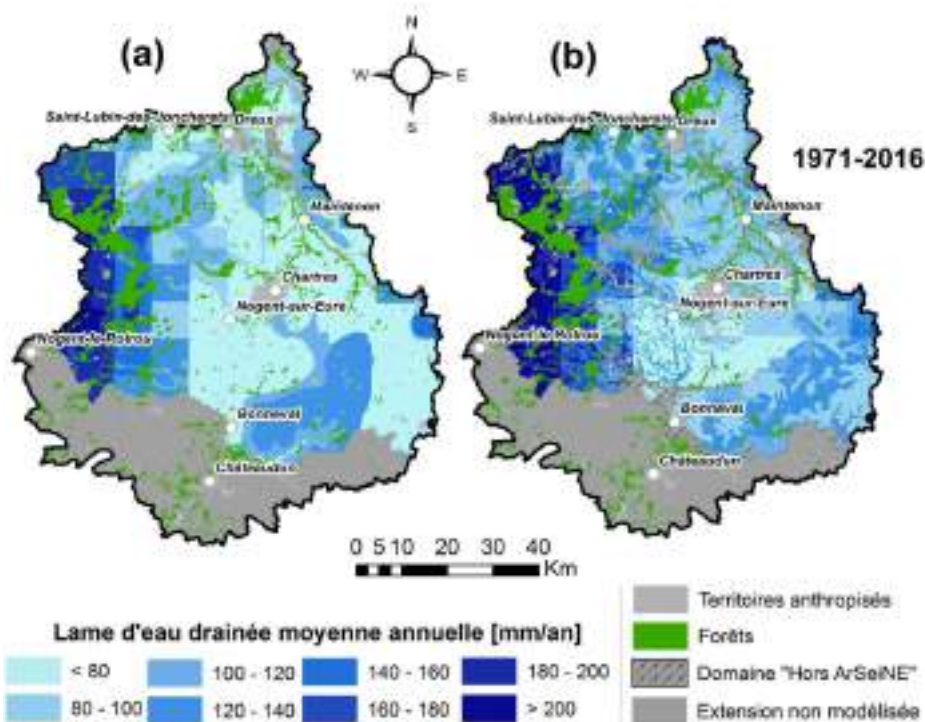 (a)
N
W E
S
(b)
Saint-Lubin-des-Joncherets
Dreux
Maintenon
Chartres
Nogent-sur-Eure
Nogent-le-Rotrou
Bonneval
Châteaudun
Saint-Lubin-des-Joncherets
Dreux
1971-2016
Maintenon
Chartres
Nogent-sur-Eure
Nogent-le-Rotrou
Bonneval
Châteaudun
0 5 10 20 30 40
Km
Lame d'eau drainée moyenne annuelle [mm/an]
< 80 100 - 120 140 - 160 180 - 200
80 - 100 120 - 140 160 - 180 > 200
Territoires anthropisés
Forêts
Domaine "Hors ArSeiNE"
Extension non modélisée